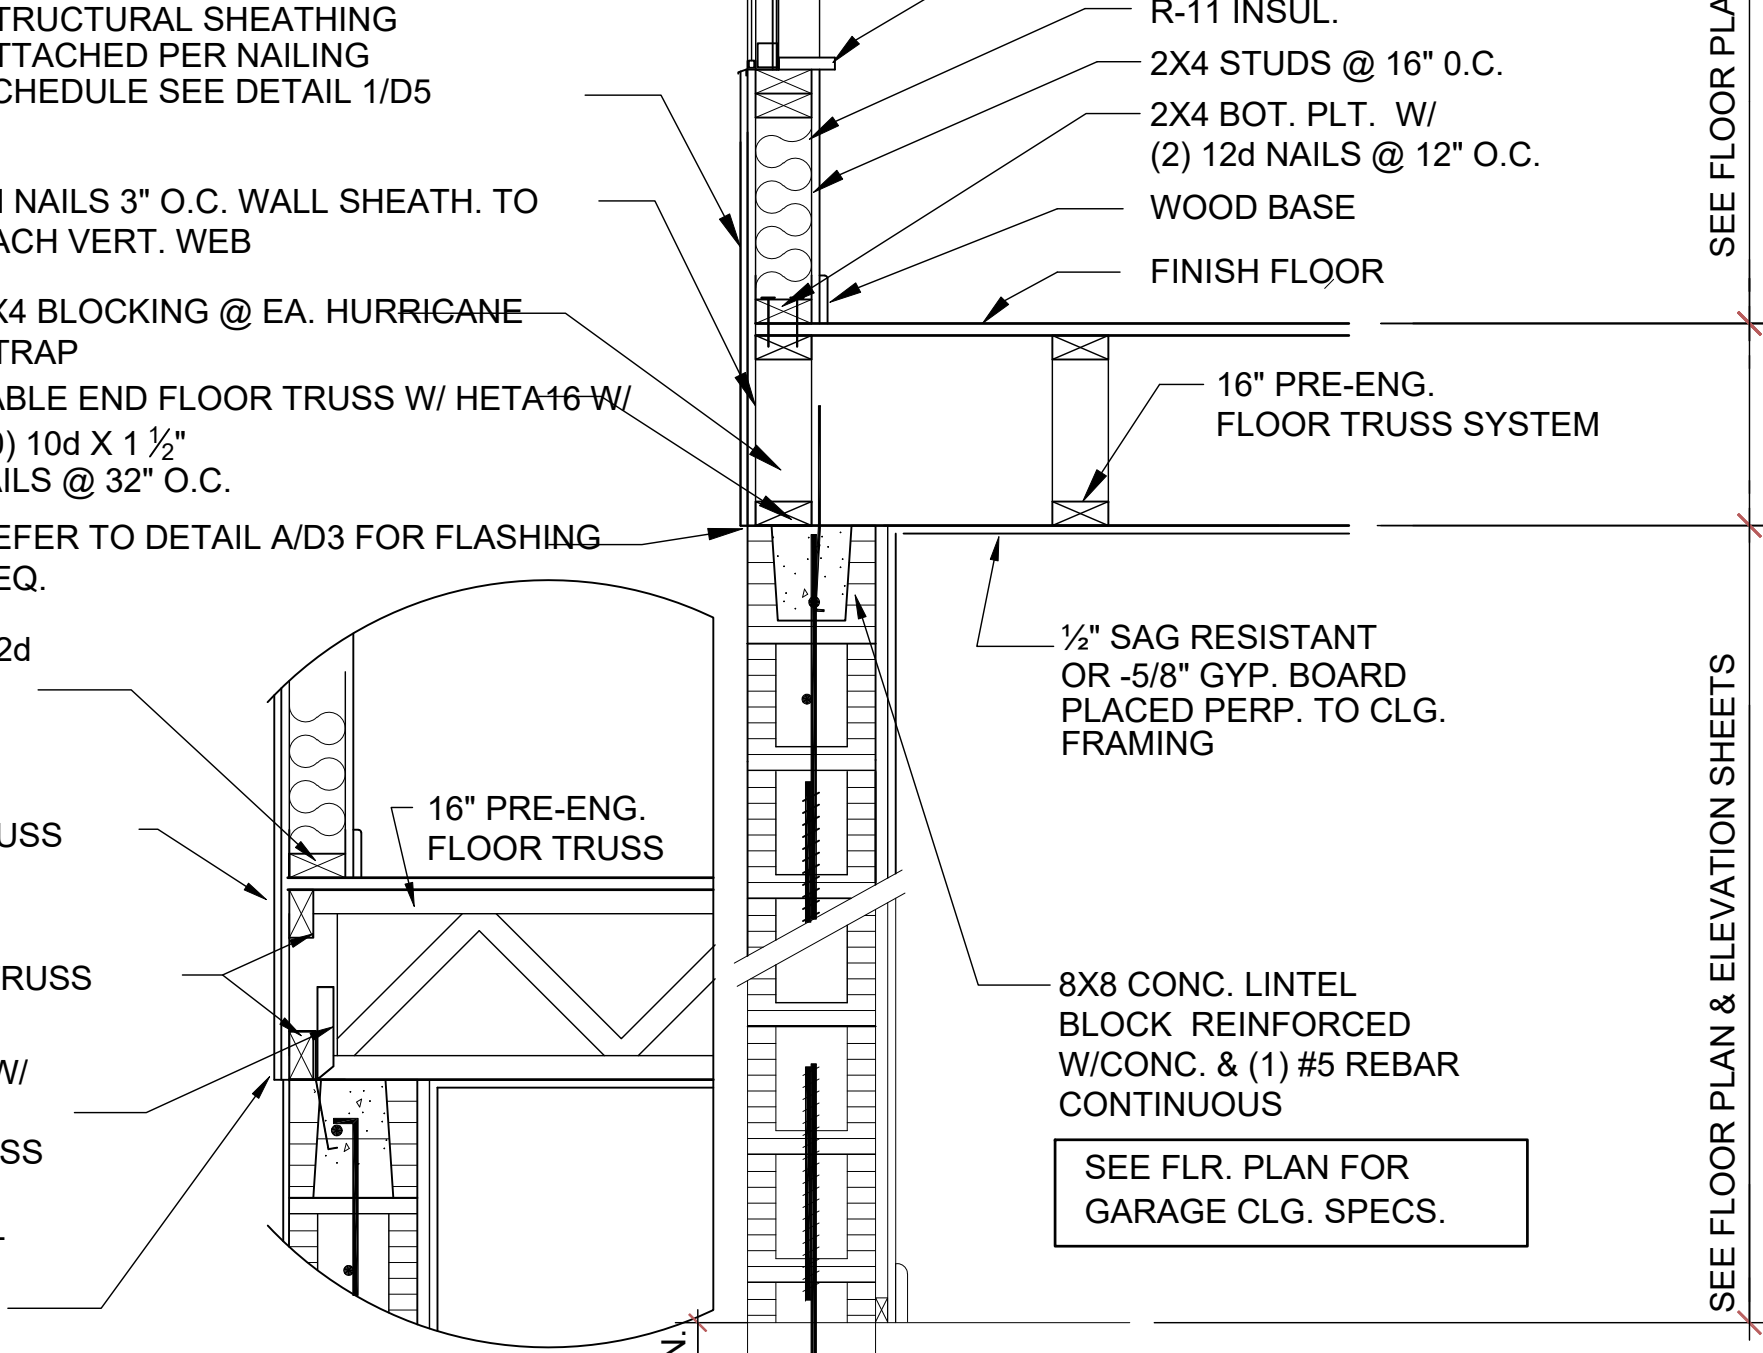 TRUCTURAL SHEATHING
TTACHED PER NAILING
CHEDULE SEE DETAIL 1/D5
NAILS 3" O.C. WALL SHEATH. TO
ACH VERT. WEB
X4 BLOCKING @ EA. HURRICANE
TRAP
ABLE END FLOOR TRUSS W/ HETA16 W/
0) 10d X 1 ½"
AILS @ 32" O.C.
EFER TO DETAIL A/D3 FOR FLASHING
EQ.
2d
USS
RUSS
W/
SS
16" PRE-ENG.
FLOOR TRUSS
R-11 INSUL.
2X4 STUDS @ 16" 0.C.
2X4 BOT. PLT. W/
(2) 12d NAILS @ 12" O.C.
WOOD BASE
FINISH FLOOR
16" PRE-ENG.
FLOOR TRUSS SYSTEM
½" SAG RESISTANT
OR -5/8" GYP. BOARD
PLACED PERP. TO CLG.
FRAMING
8X8 CONC. LINTEL
BLOCK REINFORCED
W/CONC. & (1) #5 REBAR
CONTINUOUS
SEE FLR. PLAN FOR
GARAGE CLG. SPECS.
SEE FLOOR PLA
SEE FLOOR PLAN & ELEVATION SHEETS
N.